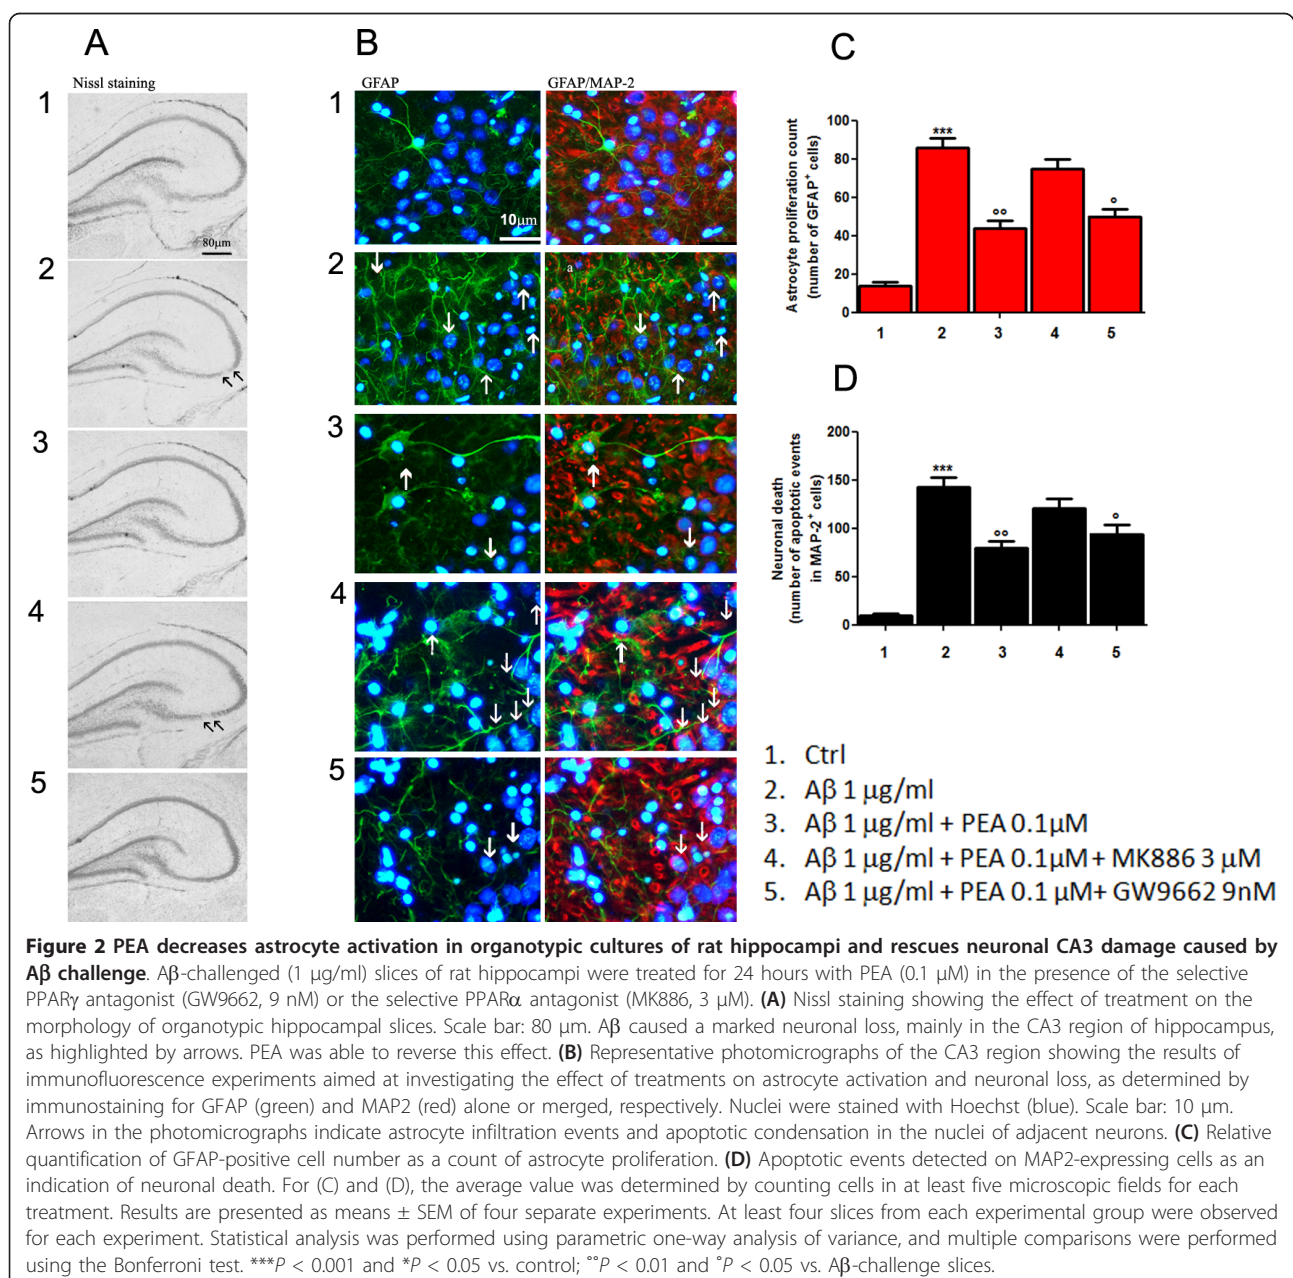 A
Nissl staining
1
80μm
2
3
4
5
B
GFAP
GFAP/MAP-2
1
10μm
2
a
3
4
5
C
Astrocyte proliferation count
(number of GFAP⁺ cells)
100
80
60
40
20
0
***
°°
°
1 2 3 4 5
D
Neuronal death
(number of apoptotic events
in MAP-2⁺ cells)
200
150
100
50
0
***
°°
°
1 2 3 4 5
1. Ctrl
2. Aβ 1 μg/ml
3. Aβ 1 μg/ml + PEA 0.1μM
4. Aβ 1 μg/ml + PEA 0.1μM + MK886 3 μM
5. Aβ 1 μg/ml + PEA 0.1 μM+ GW9662 9nM
Figure 2 PEA decreases astrocyte activation in organotypic cultures of rat hippocampi and rescues neuronal CA3 damage caused by
Aβ challenge. Aβ-challenged (1 μg/ml) slices of rat hippocampi were treated for 24 hours with PEA (0.1 μM) in the presence of the selective
PPARγ antagonist (GW9662, 9 nM) or the selective PPARα antagonist (MK886, 3 μM). (A) Nissl staining showing the effect of treatment on the
morphology of organotypic hippocampal slices. Scale bar: 80 μm. Aβ caused a marked neuronal loss, mainly in the CA3 region of hippocampus,
as highlighted by arrows. PEA was able to reverse this effect. (B) Representative photomicrographs of the CA3 region showing the results of
immunofluorescence experiments aimed at investigating the effect of treatments on astrocyte activation and neuronal loss, as determined by
immunostaining for GFAP (green) and MAP2 (red) alone or merged, respectively. Nuclei were stained with Hoechst (blue). Scale bar: 10 μm.
Arrows in the photomicrographs indicate astrocyte infiltration events and apoptotic condensation in the nuclei of adjacent neurons. (C) Relative
quantification of GFAP-positive cell number as a count of astrocyte proliferation. (D) Apoptotic events detected on MAP2-expressing cells as an
indication of neuronal death. For (C) and (D), the average value was determined by counting cells in at least five microscopic fields for each
treatment. Results are presented as means ± SEM of four separate experiments. At least four slices from each experimental group were observed
for each experiment. Statistical analysis was performed using parametric one-way analysis of variance, and multiple comparisons were performed
using the Bonferroni test. ***P < 0.001 and *P < 0.05 vs. control; °°P < 0.01 and °P < 0.05 vs. Aβ-challenge slices.